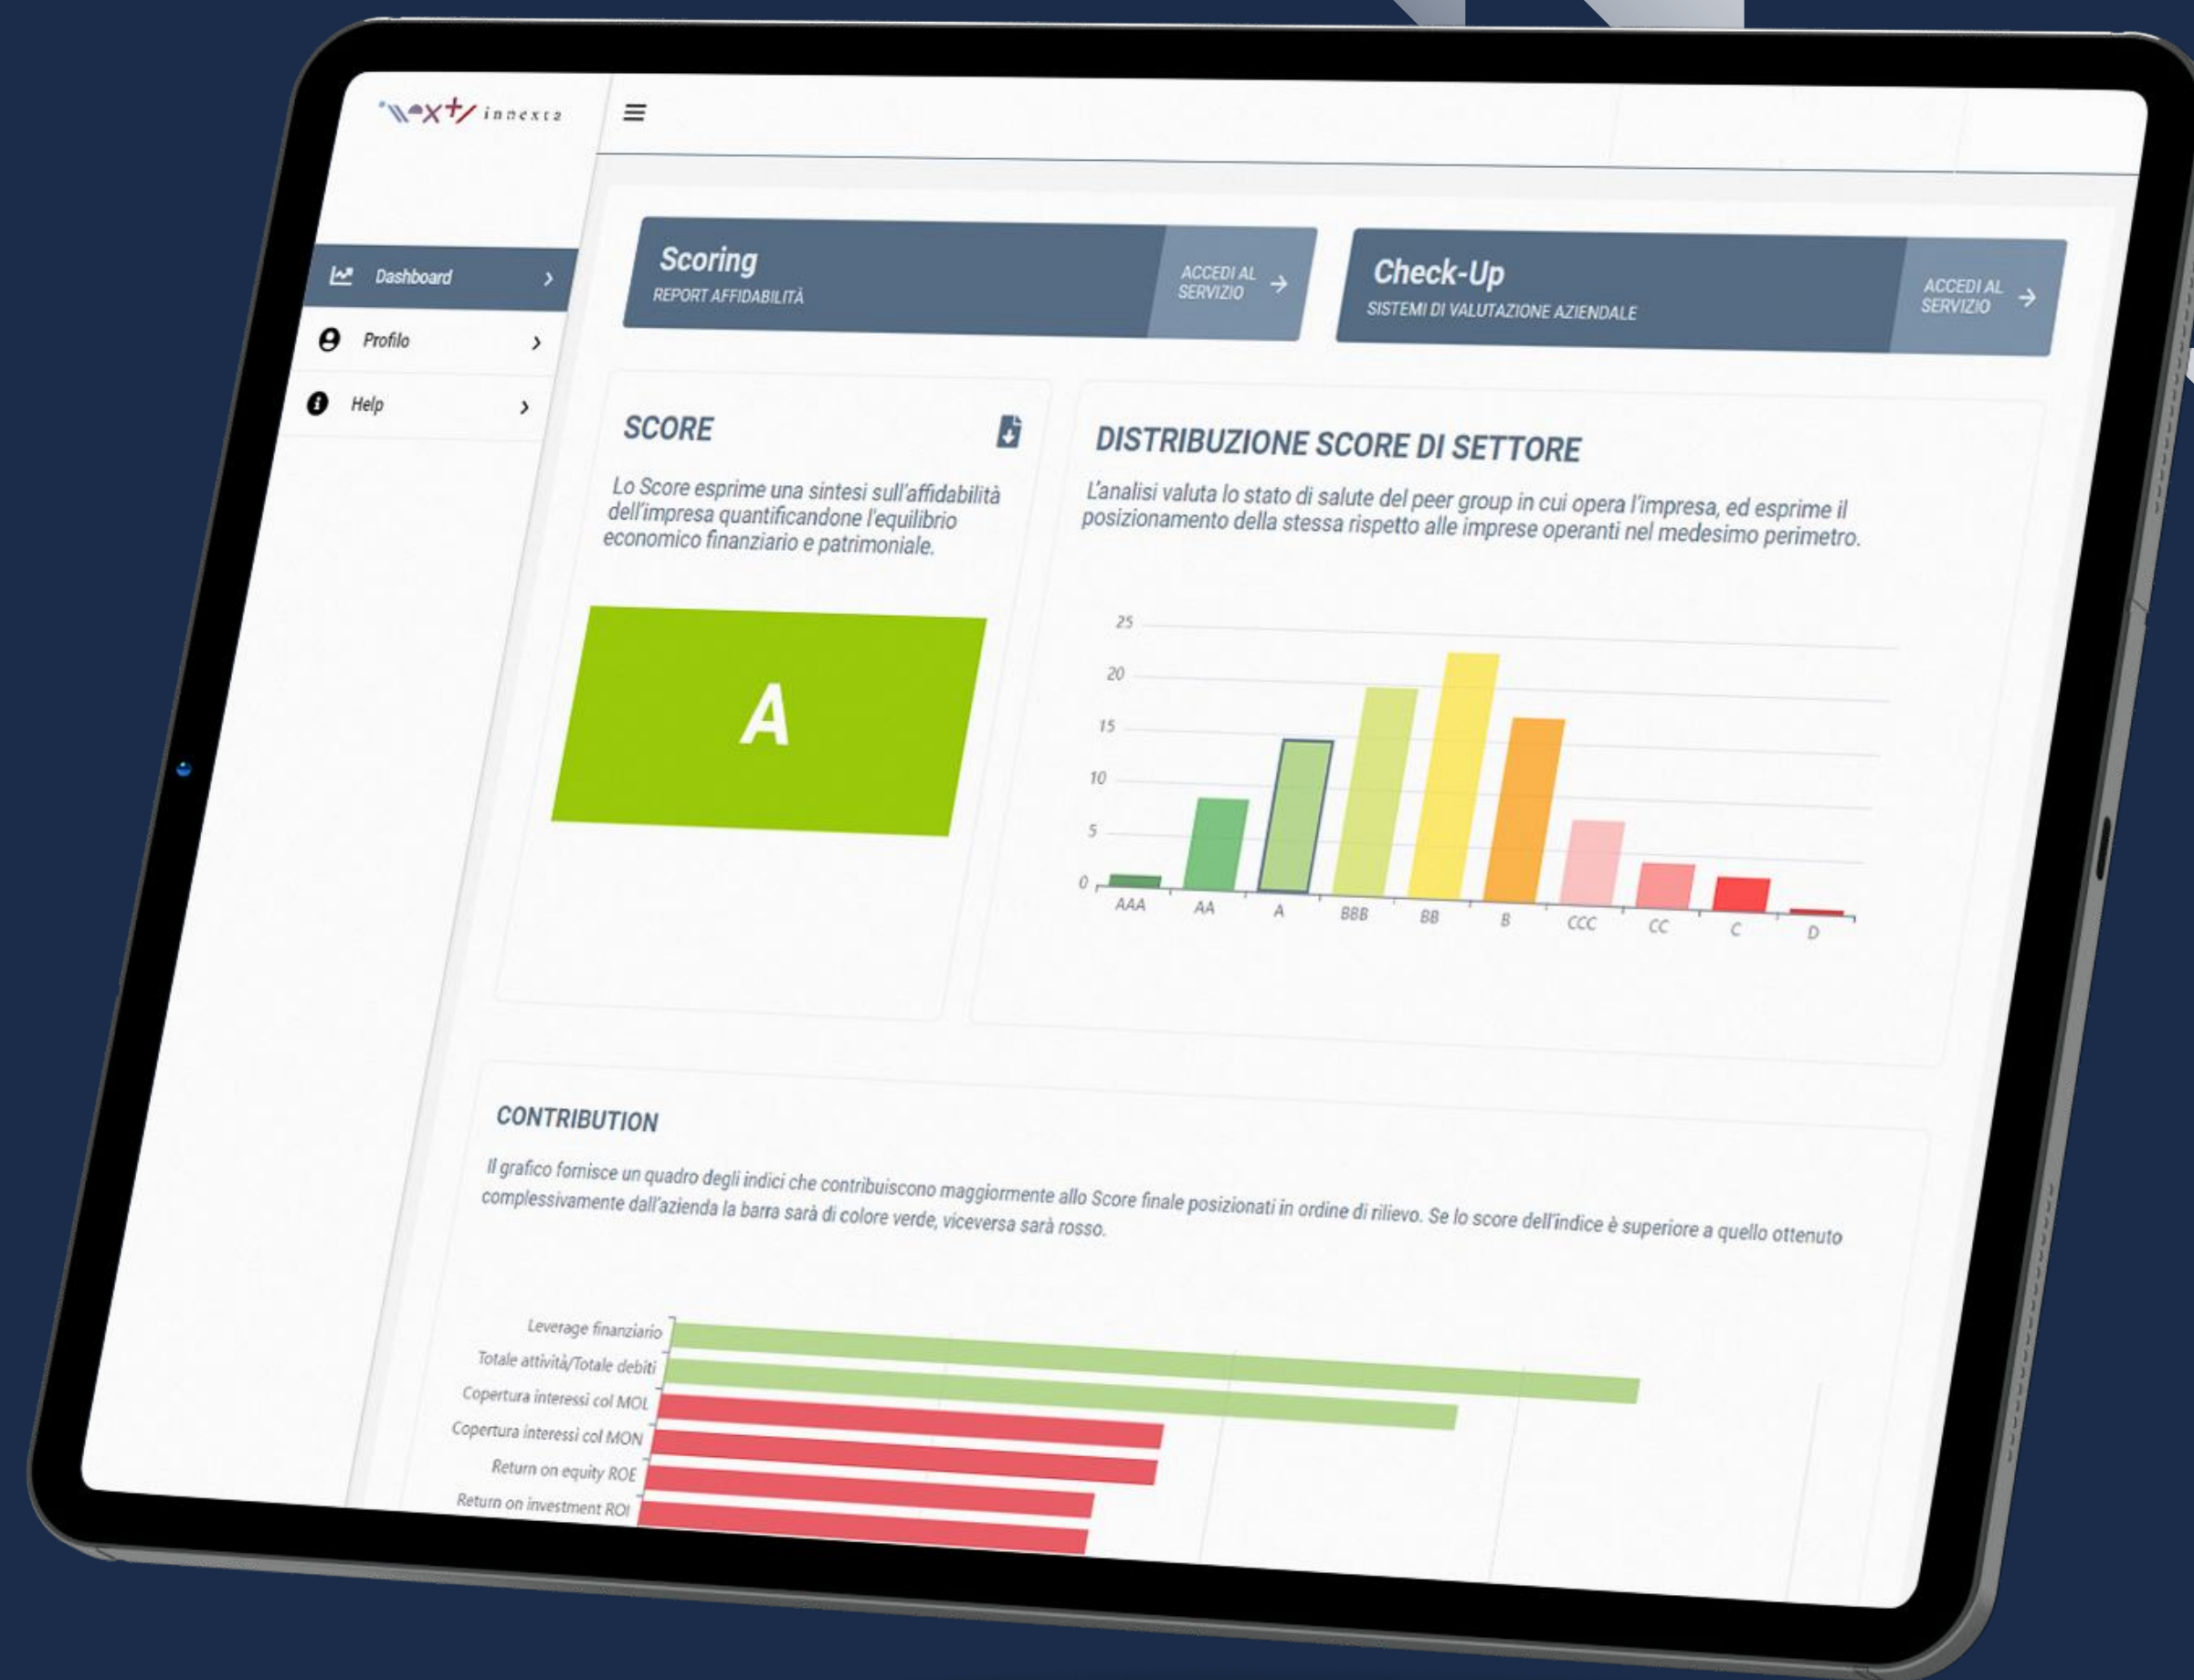 innexta
Dashboard
Profilo
Help
Scoring
REPORT AFFIDABILITÀ
ACCEDI AL
SERVIZIO
Check-Up
SISTEMI DI VALUTAZIONE AZIENDALE
ACCEDI AL
SERVIZIO
SCORE
Lo Score esprime una sintesi sull'affidabilità
dell'impresa quantificandone l'equilibrio
economico finanziario e patrimoniale.
A
DISTRIBUZIONE SCORE DI SETTORE
L'analisi valuta lo stato di salute del peer group in cui opera l'impresa, ed esprime il
posizionamento della stessa rispetto alle imprese operanti nel medesimo perimetro.
25
20
15
10
5
0
AAA AA A BBB BB B CCC CC C D
CONTRIBUTION
Il grafico fornisce un quadro degli indici che contribuiscono maggiormente allo Score finale posizionati in ordine di rilievo. Se lo score dell'indice è superiore a quello ottenuto
complessivamente dall'azienda la barra sarà di colore verde, viceversa sarà rosso.
Leverage finanziario
Totale attività/Totale debiti
Copertura interessi col MOL
Copertura interessi col MON
Return on equity ROE
Return on investment ROI